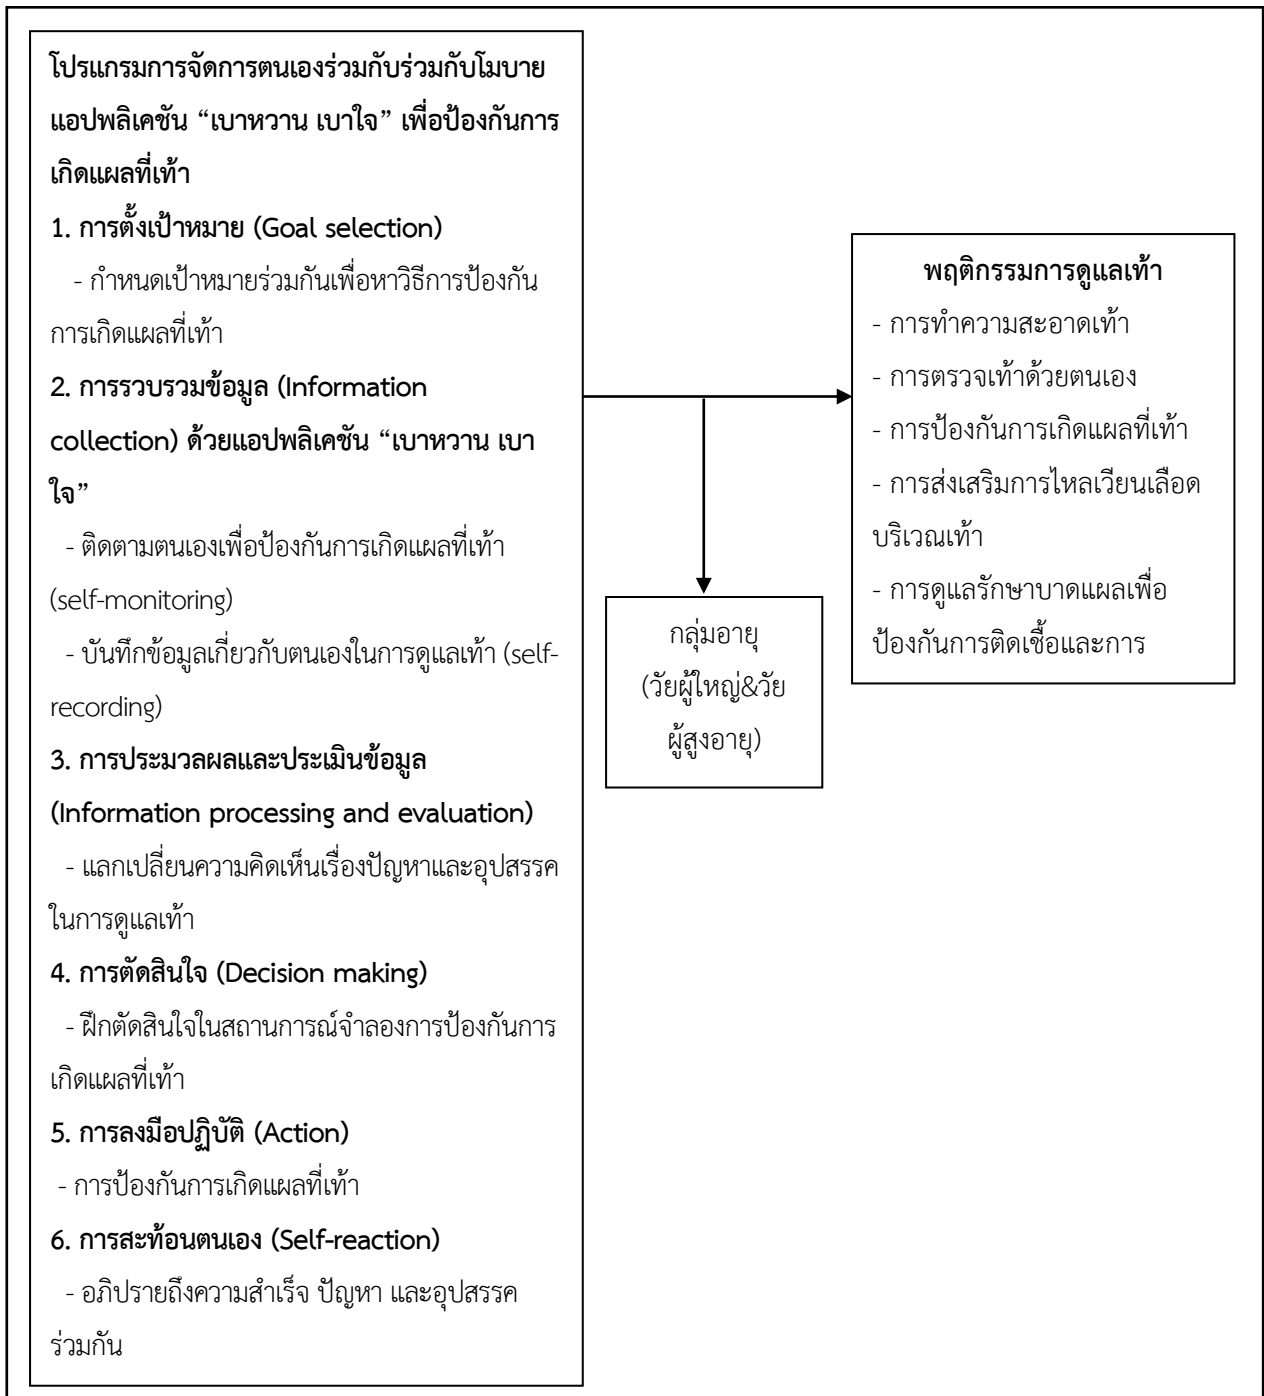 โปรแกรมการจัดการตนเองร่วมกับร่วมกับโมบาย
แอปพลิเคชัน “เบาหวาน เบาใจ” เพื่อป้องกันการ
เกิดแผลที่เท้า
1. การตั้งเป้าหมาย (Goal selection)
- กำหนดเป้าหมายร่วมกันเพื่อหาวิธีการป้องกัน
การเกิดแผลที่เท้า
2. การรวบรวมข้อมูล (Information
collection) ด้วยแอปพลิเคชัน “เบาหวาน เบา
ใจ”
- ติดตามตนเองเพื่อป้องกันการเกิดแผลที่เท้า
(self-monitoring)
- บันทึกข้อมูลเกี่ยวกับตนเองในการดูแลเท้า (self-
recording)
3. การประมวลผลและประเมินข้อมูล
(Information processing and evaluation)
- แลกเปลี่ยนความคิดเห็นเรื่องปัญหาและอุปสรรค
ในการดูแลเท้า
4. การตัดสินใจ (Decision making)
- ฝึกตัดสินใจในสถานการณ์จำลองการป้องกันการ
เกิดแผลที่เท้า
5. การลงมือปฏิบัติ (Action)
- การป้องกันการเกิดแผลที่เท้า
6. การสะท้อนตนเอง (Self-reaction)
- อภิปรายถึงความสำเร็จ ปัญหา และอุปสรรค
ร่วมกัน
กลุ่มอายุ
(วัยผู้ใหญ่&วัย
ผู้สูงอายุ)
พฤติกรรมการดูแลเท้า
- การทำความสะอาดเท้า
- การตรวจเท้าด้วยตนเอง
- การป้องกันการเกิดแผลที่เท้า
- การส่งเสริมการไหลเวียนเลือด
บริเวณเท้า
- การดูแลรักษาบาดแผลเพื่อ
ป้องกันการติดเชื้อและการ